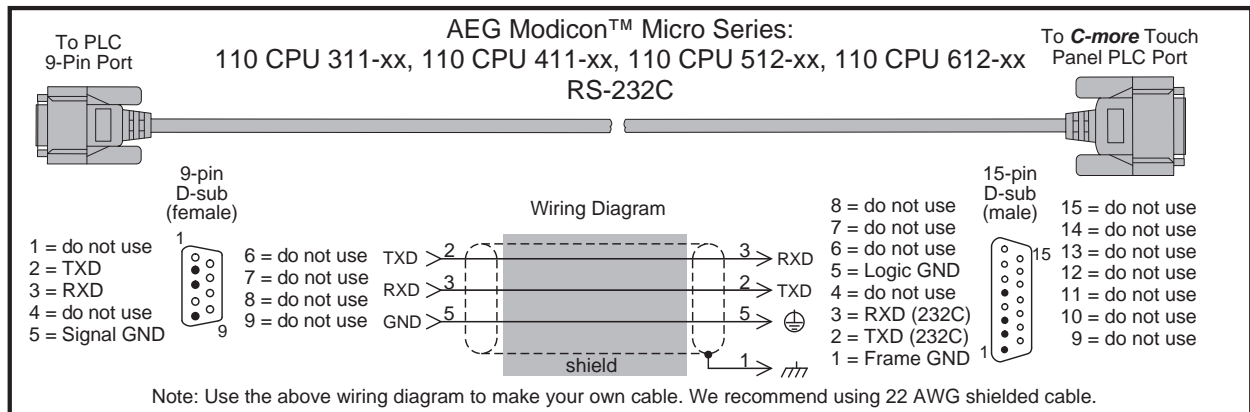 AEG Modicon™ Micro Series:
110 CPU 311-xx, 110 CPU 411-xx, 110 CPU 512-xx, 110 CPU 612-xx
RS-232C
To PLC
9-Pin Port
To C-more Touch
Panel PLC Port
9-pin
D-sub
(female)
1 = do not use
2 = TXD
3 = RXD
4 = do not use
5 = Signal GND
1
9
6 = do not use
7 = do not use
8 = do not use
9 = do not use
Wiring Diagram
TXD 2 3 RXD
RXD 3 2 TXD
GND 5 5
1
shield
8 = do not use
7 = do not use
6 = do not use
5 = Logic GND
4 = do not use
3 = RXD (232C)
2 = TXD (232C)
1 = Frame GND
15-pin
D-sub
(male)
15
1
15 = do not use
14 = do not use
13 = do not use
12 = do not use
11 = do not use
10 = do not use
9 = do not use
Note: Use the above wiring diagram to make your own cable. We recommend using 22 AWG shielded cable.